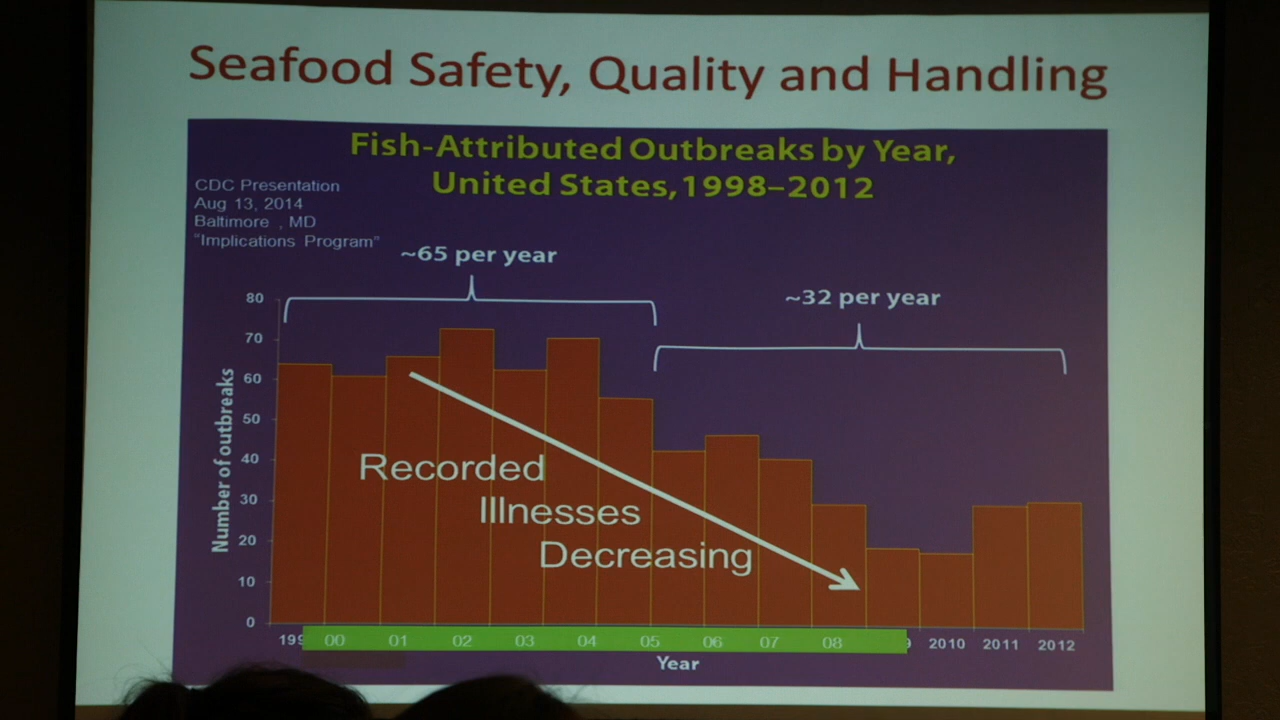 Seafood Safety, Quality and Handling
Fish-Attributed Outbreaks by Year,
United States, 1998–2012
CDC Presentation
Aug 13, 2014
Baltimore , MD
"Implications Program"
~65 per year
~32 per year
80
70
60
50
40
30
20
10
0
Number of outbreaks
Recorded
Illnesses
Decreasing
199 00 01 02 03 04 05 06 07 08 9 2010 2011 2012
Year